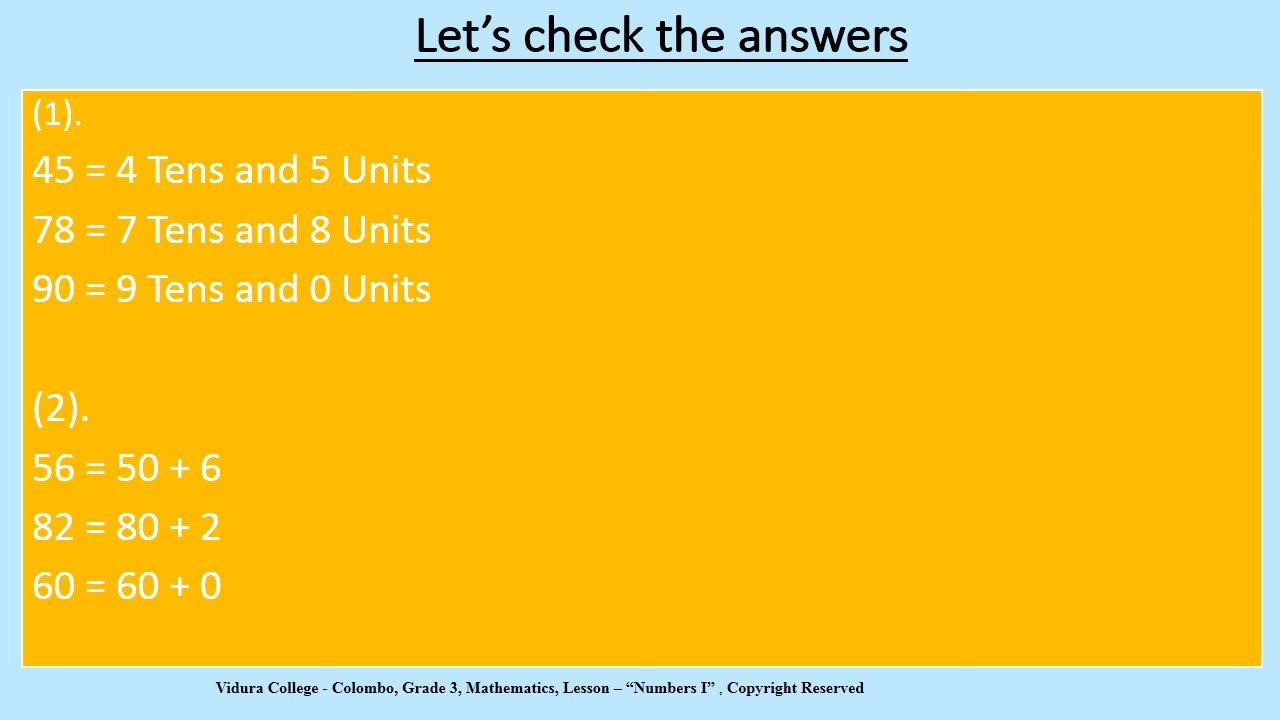 Let’s check the answers
(1).
45 = 4 Tens and 5 Units
78 = 7 Tens and 8 Units
90 = 9 Tens and 0 Units
(2).
56 = 50 + 6
82 = 80 + 2
60 = 60 + 0
Vidura College - Colombo, Grade 3, Mathematics, Lesson – “Numbers I” , Copyright Reserved